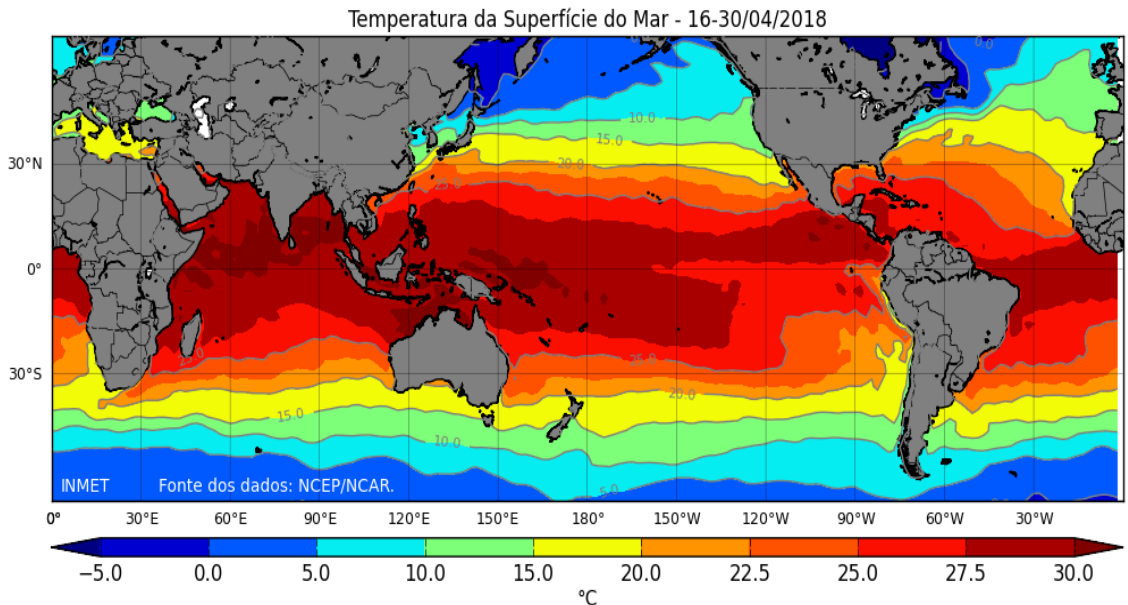 Temperatura da Superfície do Mar - 16-30/04/2018
0.0
10.0
15.0
20.0
25.0
30°N
0°
25.0
25.0
30°S
20.0
15.0
10.0
5.0
INMET Fonte dos dados: NCEP/NCAR.
0° 30°E 60°E 90°E 120°E 150°E 180° 150°W 120°W 90°W 60°W 30°W
−5.0 0.0 5.0 10.0 15.0 20.0 22.5 25.0 27.5 30.0
°C